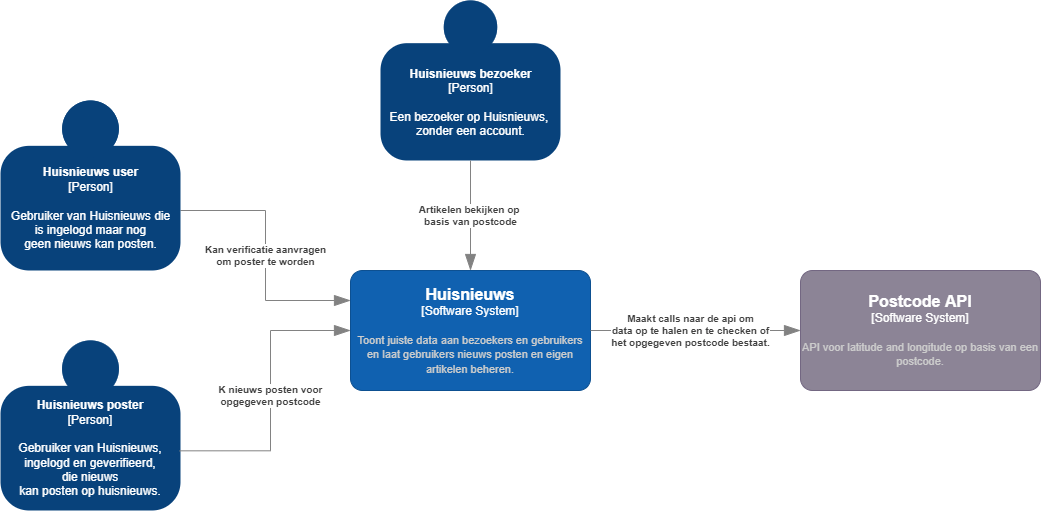 Huisnieuws bezoeker
[Person]
Een bezoeker op Huisnieuws,
zonder een account.
Huisnieuws user
[Person]
Gebruiker van Huisnieuws die
is ingelogd maar nog
geen nieuws kan posten.
Artikelen bekijken op
basis van postcode
Kan verificatie aanvragen
om poster te worden
Huisnieuws
[Software System]
Toont juiste data aan bezoekers en gebruikers
en laat gebruikers nieuws posten en eigen
artikelen beheren.
Maakt calls naar de api om
data op te halen en te checken of
het opgegeven postcode bestaat.
Postcode API
[Software System]
API voor latitude and longitude op basis van een
postcode.
K nieuws posten voor
opgegeven postcode
Huisnieuws poster
[Person]
Gebruiker van Huisnieuws,
ingelogd en geverifieerd,
die nieuws
kan posten op huisnieuws.